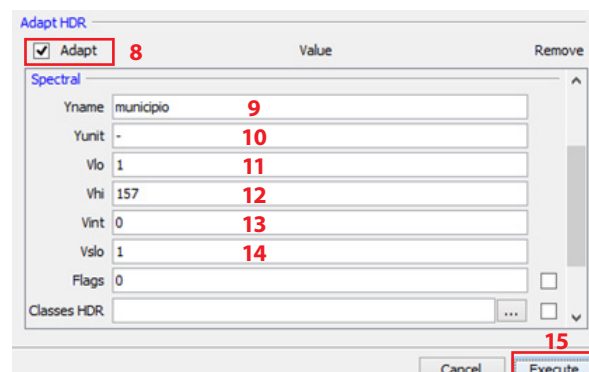 Adapt HDR
Adapt 8 Value Remove
Spectral
Yname municipio 9
Yunit - 10
Vlo 1 11
Vhi 157 12
Vint 0 13
Vslo 1 14
Flags 0
Classes HDR ...
15
Cancel Execute